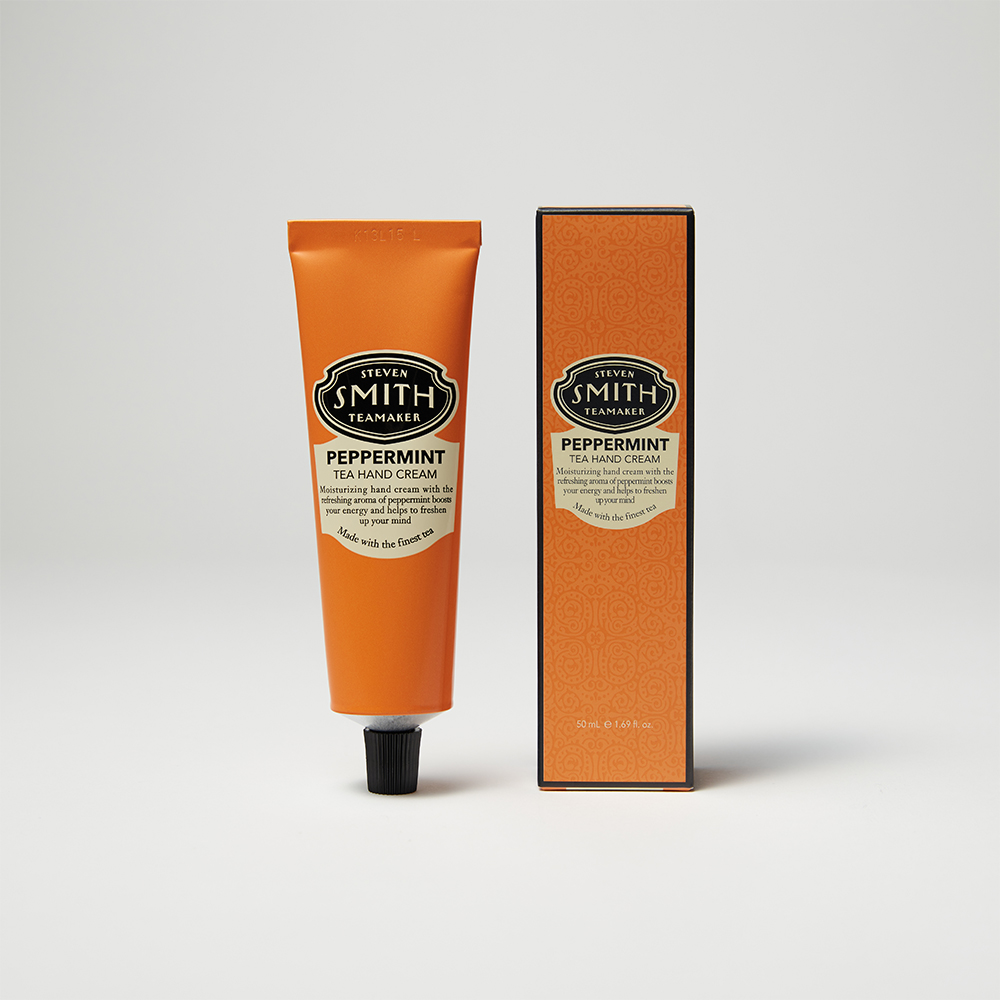 K13L15 L
STEVEN
SMITH
TEAMAKER
PEPPERMINT
TEA HAND CREAM
Moisturizing hand cream with the
refreshing aroma of peppermint boosts
your energy and helps to freshen
up your mind
Made with the finest tea
STEVEN
SMITH
TEAMAKER
PEPPERMINT
TEA HAND CREAM
Moisturizing hand cream with the
refreshing aroma of peppermint boosts
your energy and helps to freshen
up your mind
Made with the finest tea
50 mL ℮ 1.69 fl. oz.